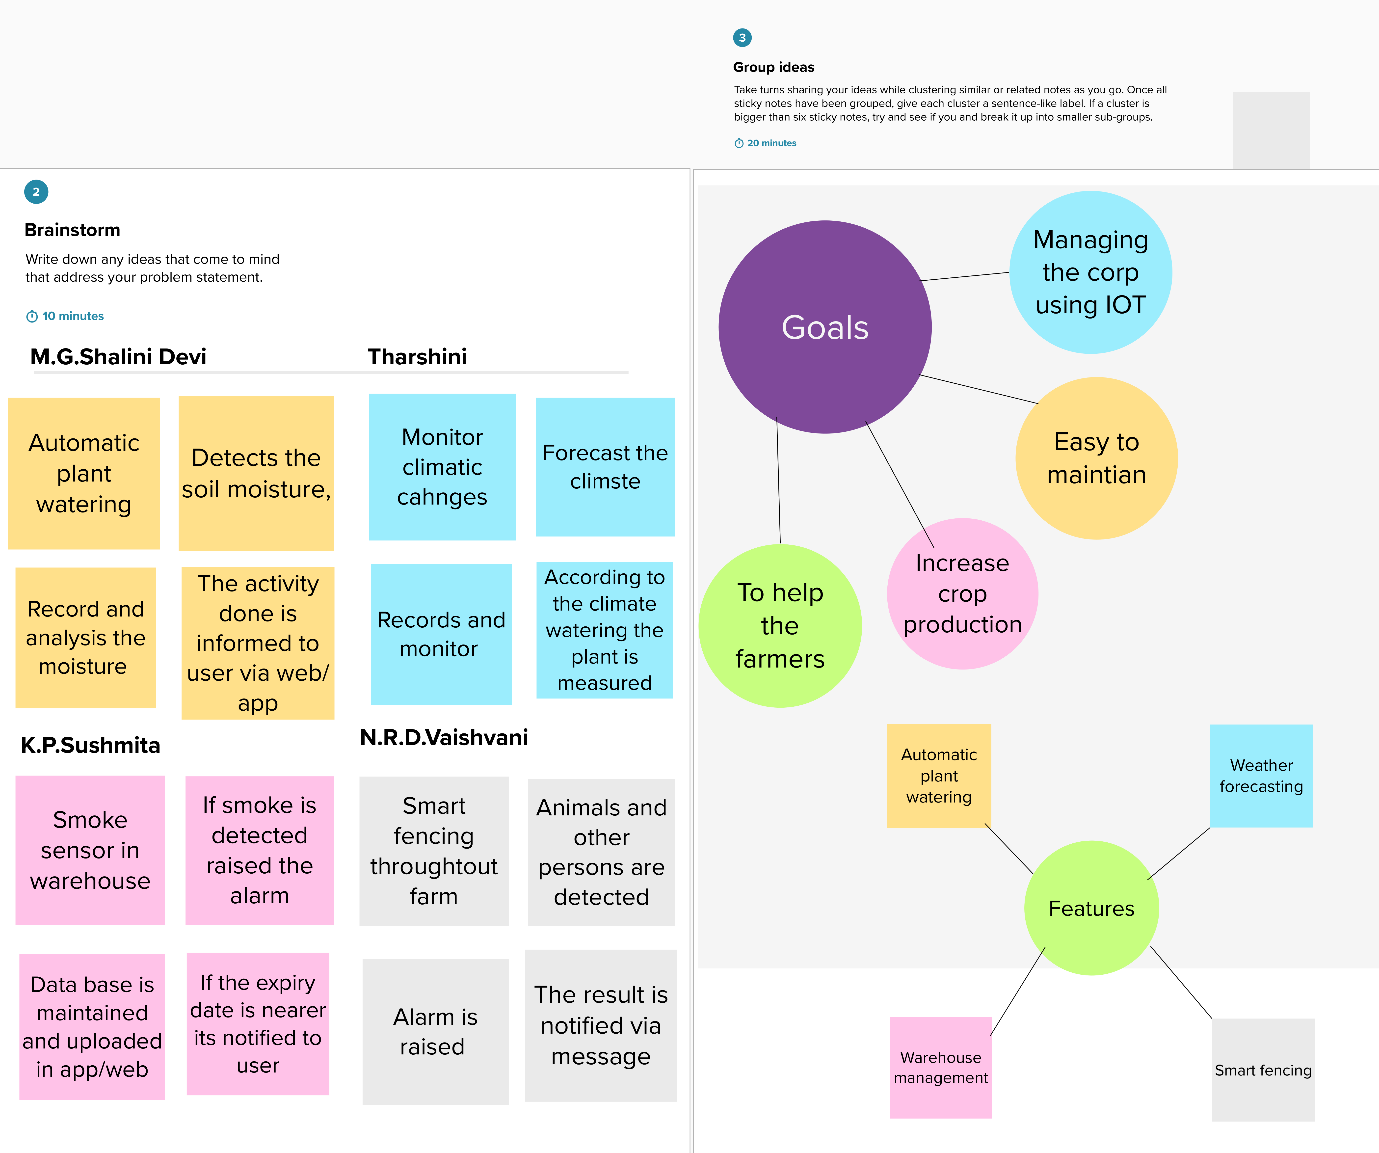 2
Brainstorm
Write down any ideas that come to mind
that address your problem statement.
10 minutes
M.G.Shalini Devi
Automatic
plant
watering
Detects the
soil moisture,
Record and
analysis the
moisture
The activity
done is
informed to
user via web/
app
Tharshini
Monitor
climatic
cahnges
Forecast the
climste
Records and
monitor
According to
the climate
watering the
plant is
measured
K.P.Sushmita
Smoke
sensor in
warehouse
If smoke is
detected
raised the
alarm
Data base is
maintained
and uploaded
in app/web
If the expiry
date is nearer
its notified to
user
N.R.D.Vaishvani
Smart
fencing
throughtout
farm
Animals and
other
persons are
detected
Alarm is
raised
The result is
notified via
message
3
Group ideas
Take turns sharing your ideas while clustering similar or related notes as you go. Once all
sticky notes have been grouped, give each cluster a sentence-like label. If a cluster is
bigger than six sticky notes, try and see if you and break it up into smaller sub-groups.
20 minutes
Goals
Managing
the corp
using IOT
Easy to
maintian
Increase
crop
production
To help
the
farmers
Automatic
plant
watering
Weather
forecasting
Features
Warehouse
management
Smart fencing